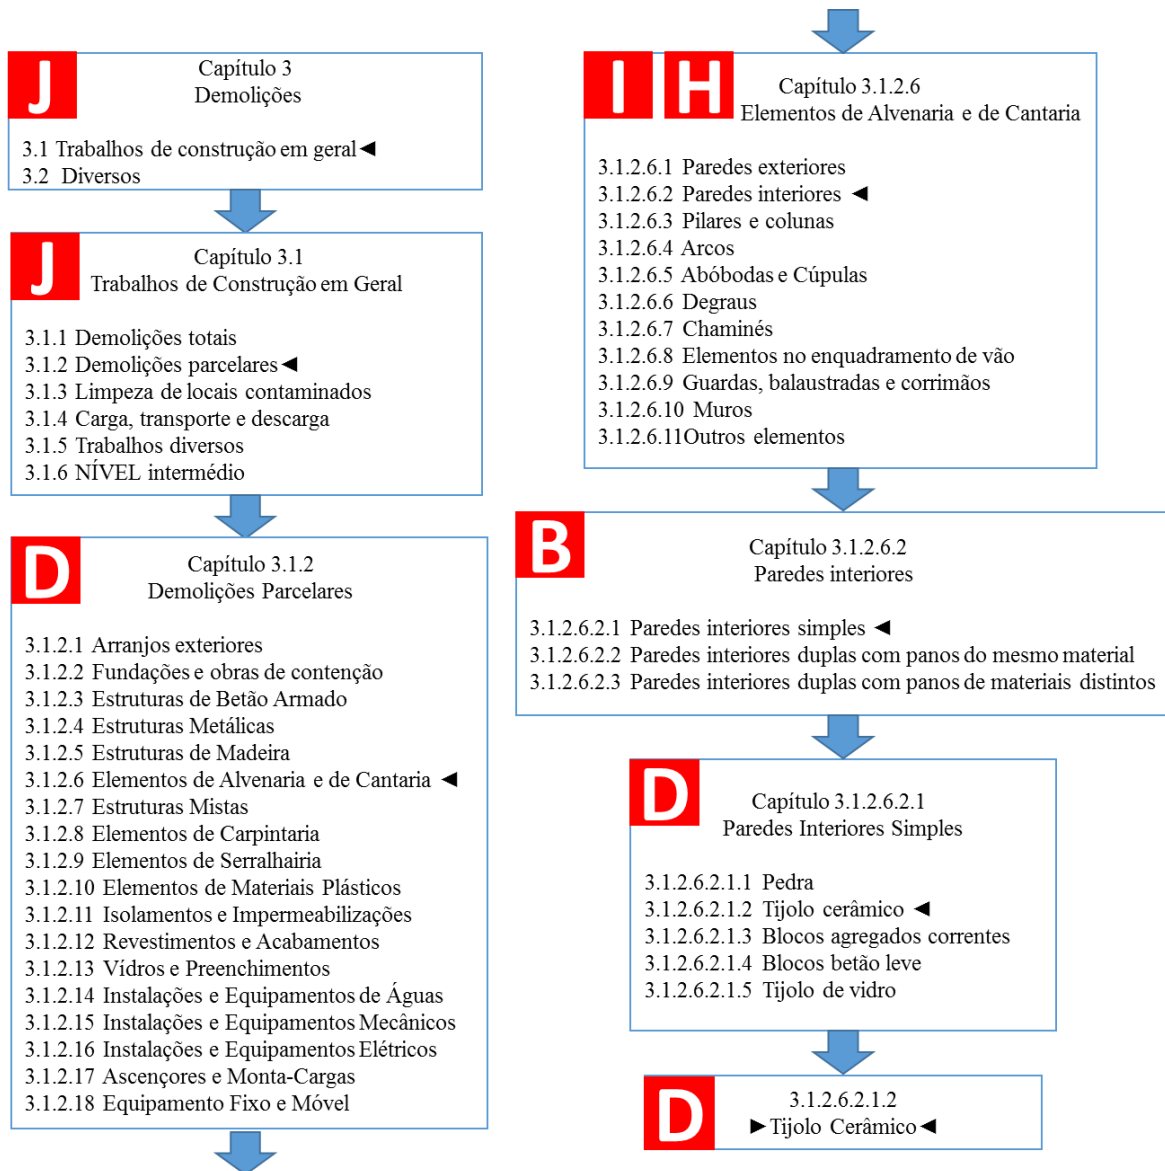 J
Capítulo 3
Demolições
3.1 Trabalhos de construção em geral◄
3.2 Diversos
J
Capítulo 3.1
Trabalhos de Construção em Geral
3.1.1 Demolições totais
3.1.2 Demolições parcelares◄
3.1.3 Limpeza de locais contaminados
3.1.4 Carga, transporte e descarga
3.1.5 Trabalhos diversos
3.1.6 NÍVEL intermédio
D
Capítulo 3.1.2
Demolições Parcelares
3.1.2.1 Arranjos exteriores
3.1.2.2 Fundações e obras de contenção
3.1.2.3 Estruturas de Betão Armado
3.1.2.4 Estruturas Metálicas
3.1.2.5 Estruturas de Madeira
3.1.2.6 Elementos de Alvenaria e de Cantaria ◄
3.1.2.7 Estruturas Mistas
3.1.2.8 Elementos de Carpintaria
3.1.2.9 Elementos de Serralhairia
3.1.2.10 Elementos de Materiais Plásticos
3.1.2.11 Isolamentos e Impermeabilizações
3.1.2.12 Revestimentos e Acabamentos
3.1.2.13 Vídros e Preenchimentos
3.1.2.14 Instalações e Equipamentos de Águas
3.1.2.15 Instalações e Equipamentos Mecânicos
3.1.2.16 Instalações e Equipamentos Elétricos
3.1.2.17 Ascençores e Monta-Cargas
3.1.2.18 Equipamento Fixo e Móvel
I H
Capítulo 3.1.2.6
Elementos de Alvenaria e de Cantaria
3.1.2.6.1 Paredes exteriores
3.1.2.6.2 Paredes interiores ◄
3.1.2.6.3 Pilares e colunas
3.1.2.6.4 Arcos
3.1.2.6.5 Abóbodas e Cúpulas
3.1.2.6.6 Degraus
3.1.2.6.7 Chaminés
3.1.2.6.8 Elementos no enquadramento de vão
3.1.2.6.9 Guardas, balaustradas e corrimãos
3.1.2.6.10 Muros
3.1.2.6.11Outros elementos
B
Capítulo 3.1.2.6.2
Paredes interiores
3.1.2.6.2.1 Paredes interiores simples ◄
3.1.2.6.2.2 Paredes interiores duplas com panos do mesmo material
3.1.2.6.2.3 Paredes interiores duplas com panos de materiais distintos
D
Capítulo 3.1.2.6.2.1
Paredes Interiores Simples
3.1.2.6.2.1.1 Pedra
3.1.2.6.2.1.2 Tijolo cerâmico ◄
3.1.2.6.2.1.3 Blocos agregados correntes
3.1.2.6.2.1.4 Blocos betão leve
3.1.2.6.2.1.5 Tijolo de vidro
D
3.1.2.6.2.1.2
►Tijolo Cerâmico◄